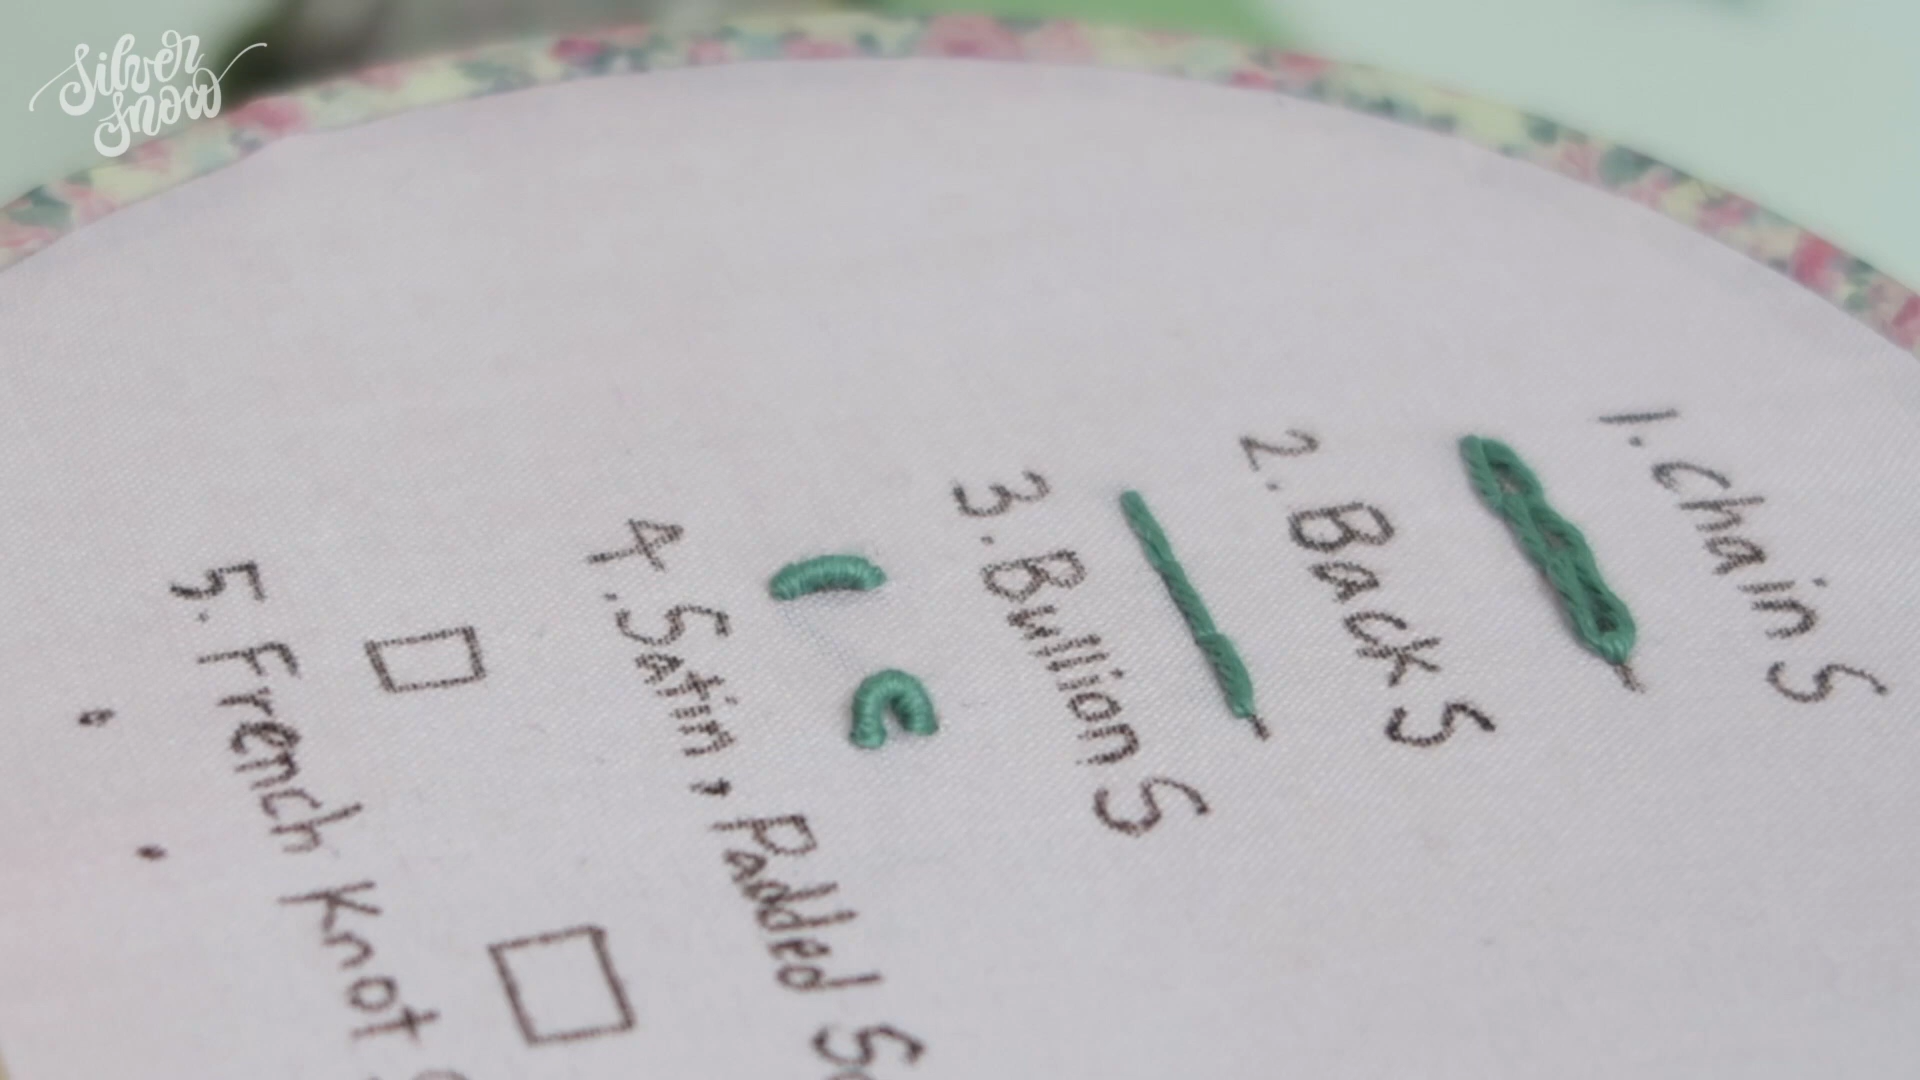 Silver
Snow
1. Chain S
2. Back S
3. Bullion S
4. Satin, Padded S
5. French Knot